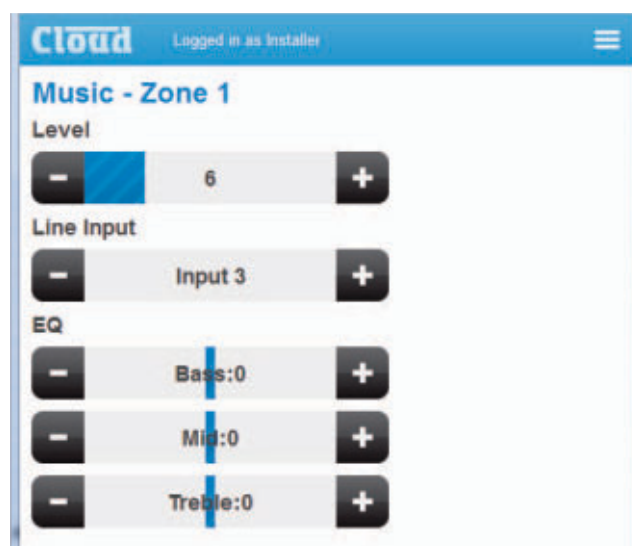 Cloud Logged in as Installer
Music - Zone 1
Level
- 6 +
Line Input
- Input 3 +
EQ
- Bass:0 +
- Mid:0 +
- Treble:0 +